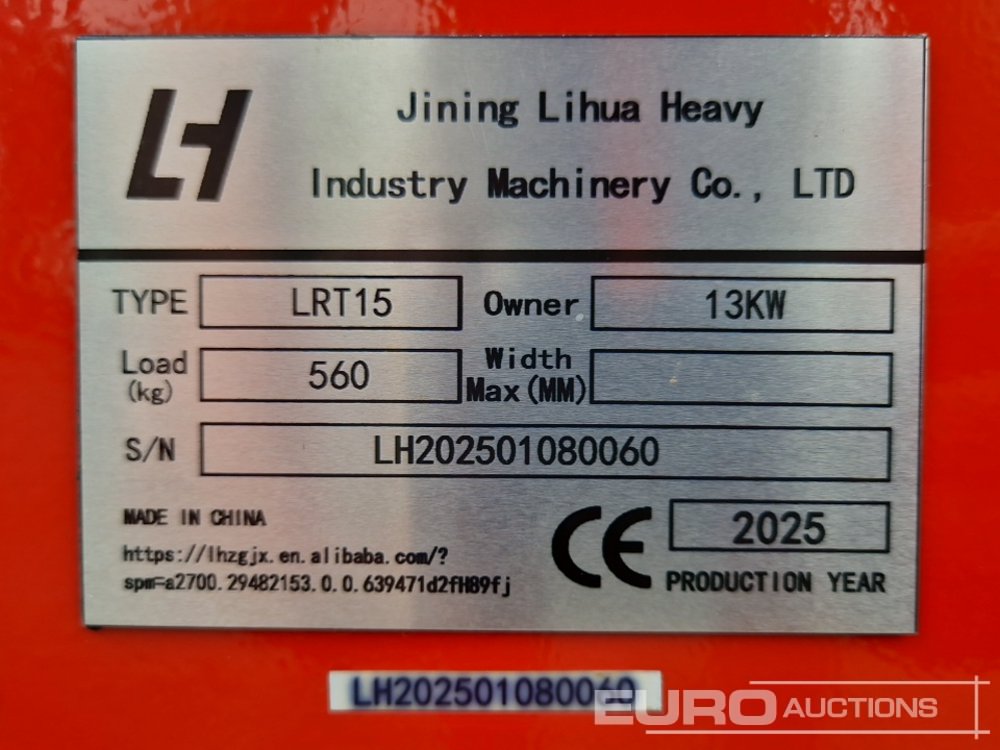 LH
Jining Lihua Heavy
Industry Machinery Co., LTD
TYPE LRT15 Owner 13KW
Load (kg) 560 Width Max(MM)
S/N LH202501080060
MADE IN CHINA
https://lhzgjx.en.alibaba.com/?
spm=a2700.29482153.0.0.639471d2fH89fj
CE 2025
PRODUCTION YEAR
LH202501080060
EURO AUCTIONS